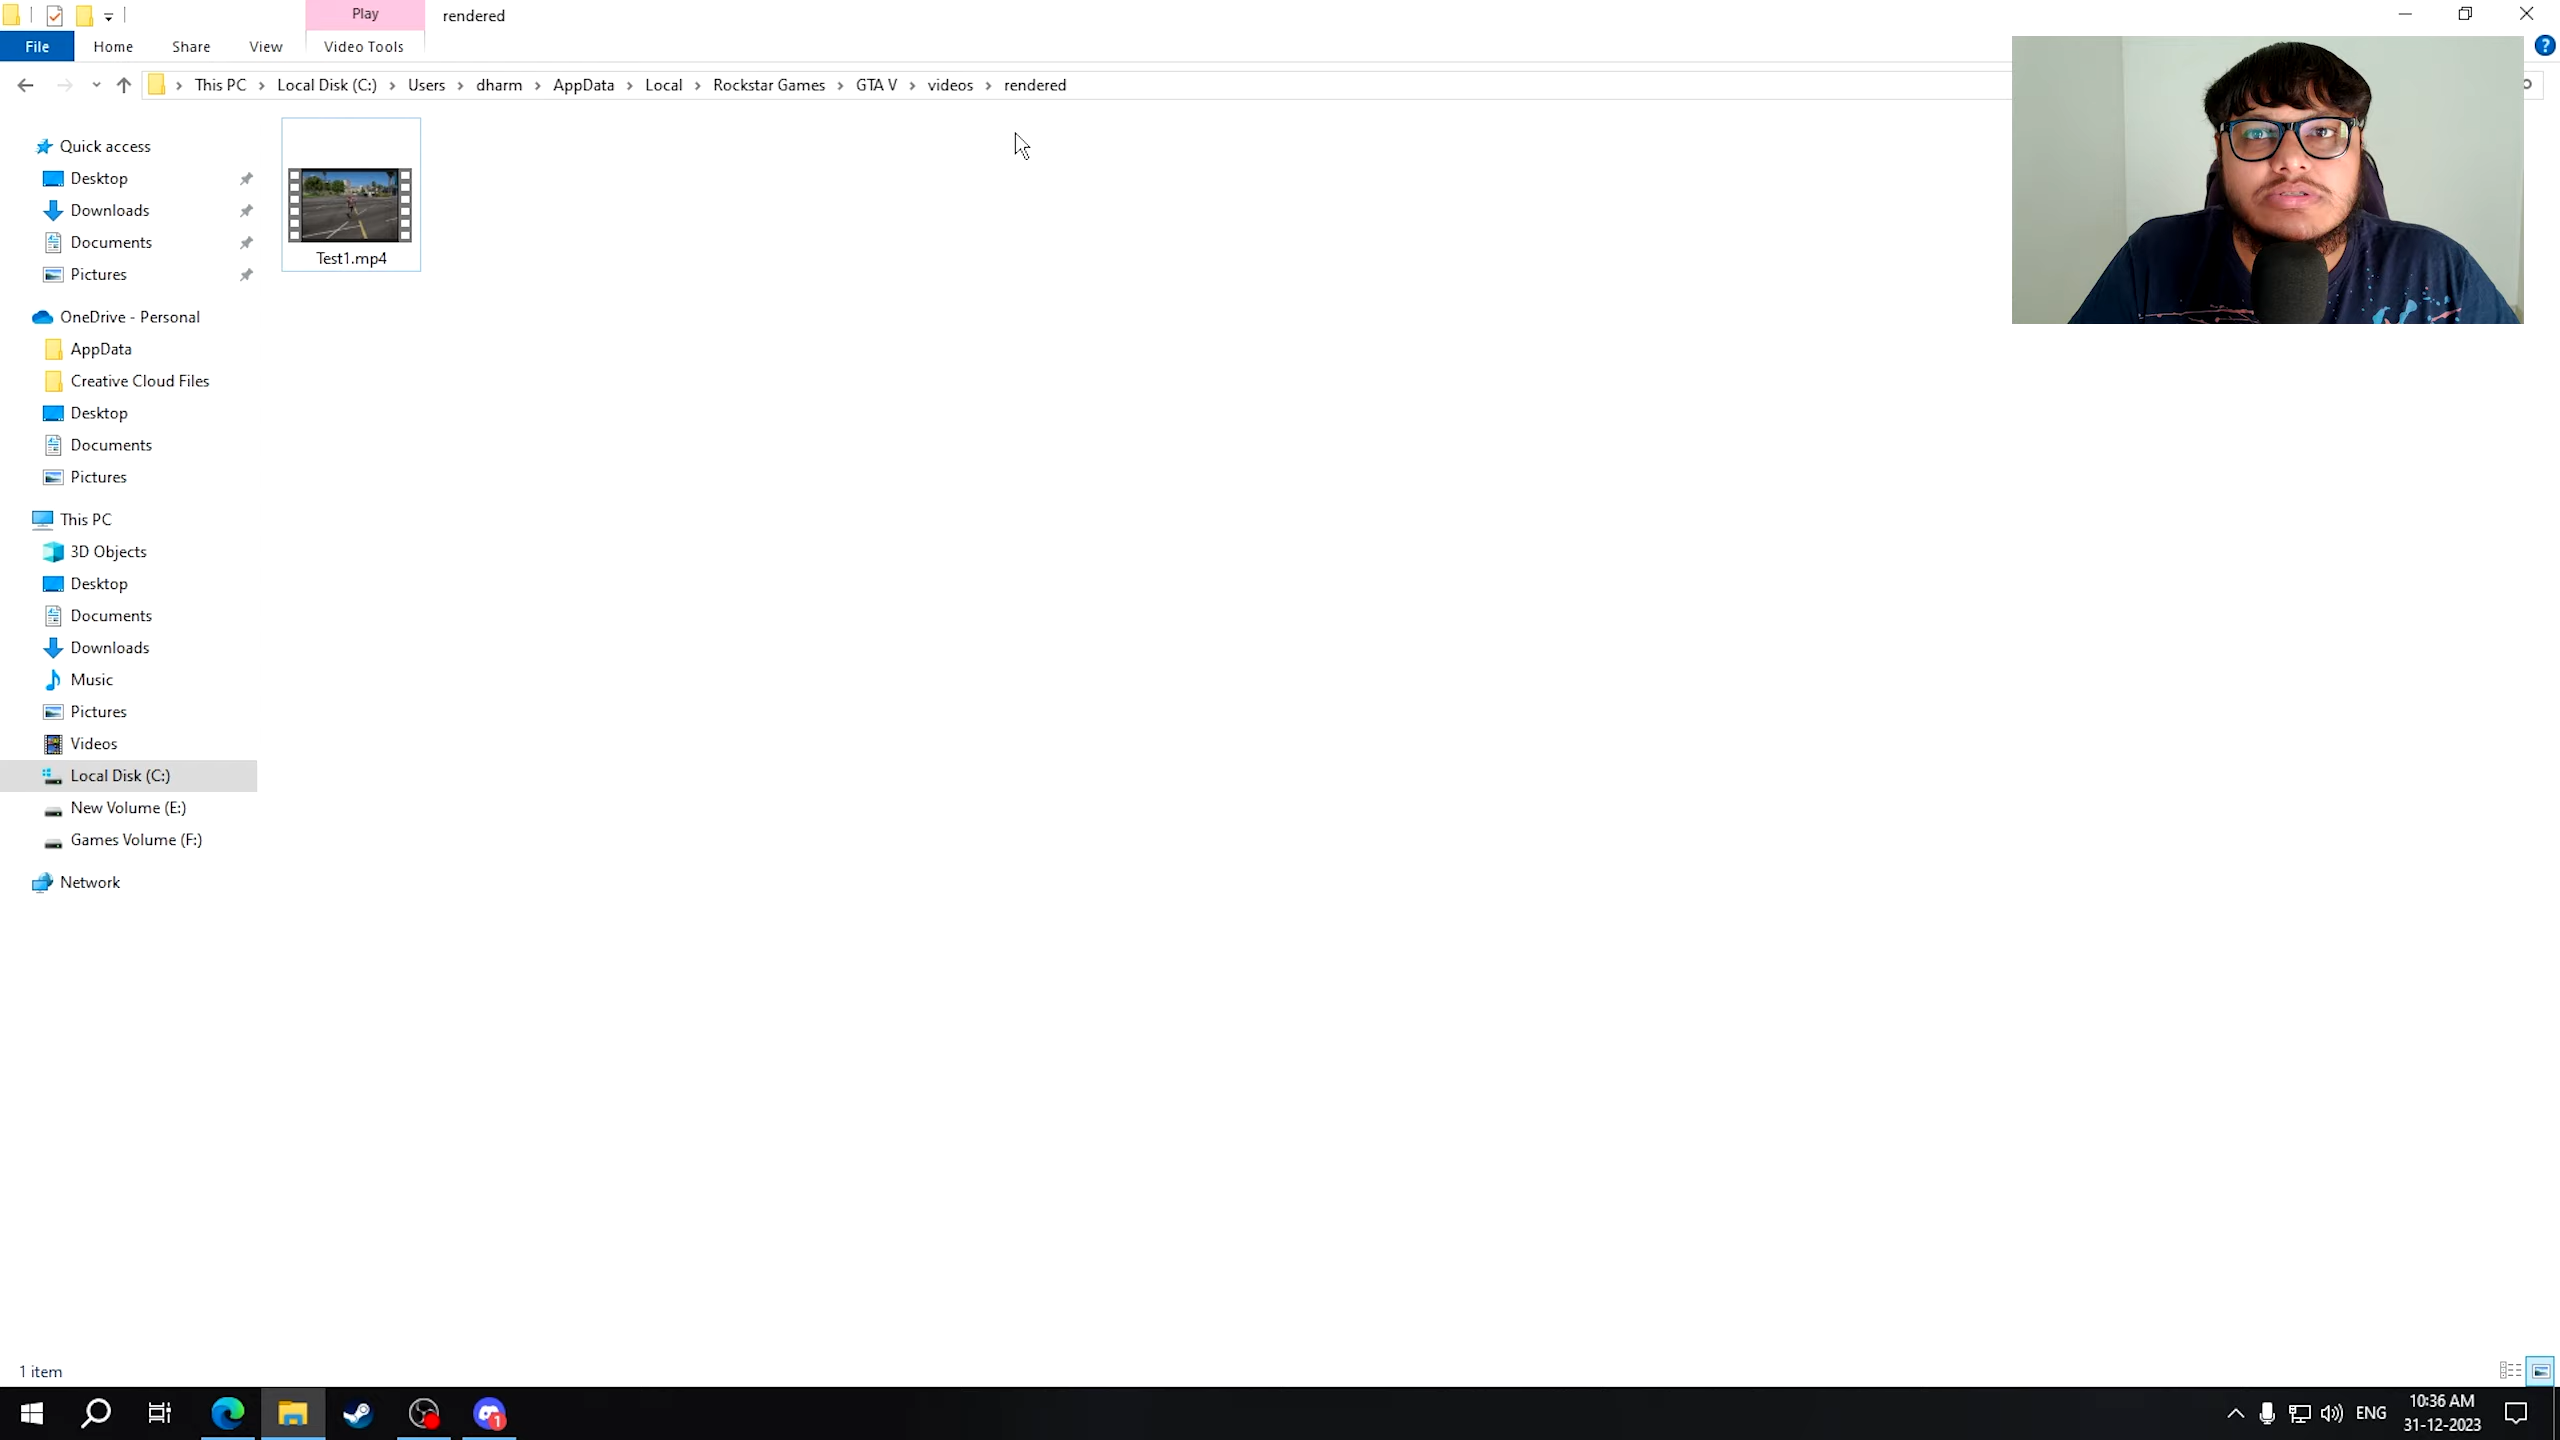 Play
rendered
File
Home
Share
View
Video Tools
This PC
Local Disk (C:)
Users
dharm
AppData
Local
Rockstar Games
GTA V
videos
rendered
Quick access
Desktop
Downloads
Documents
Pictures
OneDrive - Personal
AppData
Creative Cloud Files
Desktop
Documents
Pictures
This PC
3D Objects
Desktop
Documents
Downloads
Music
Pictures
Videos
Local Disk (C:)
New Volume (E:)
Games Volume (F:)
Network
Test1.mp4
1 item
1
ENG
10:36 AM
31-12-2023